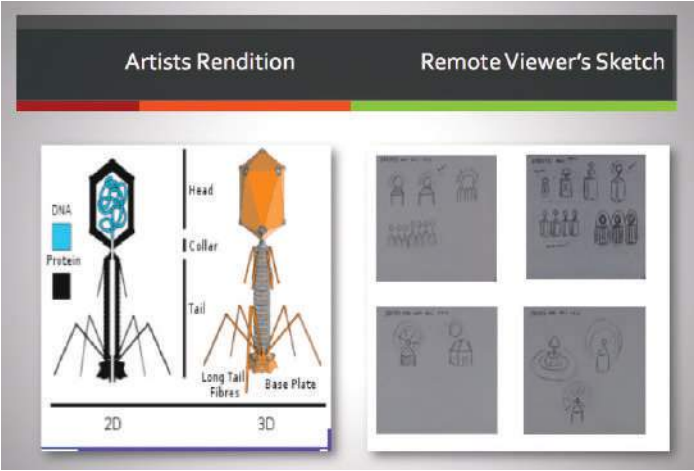 Artists Rendition
Remote Viewer's Sketch
DNA
Protein
Head
Collar
Tail
Long Tail
Fibres
Base Plate
2D
3D